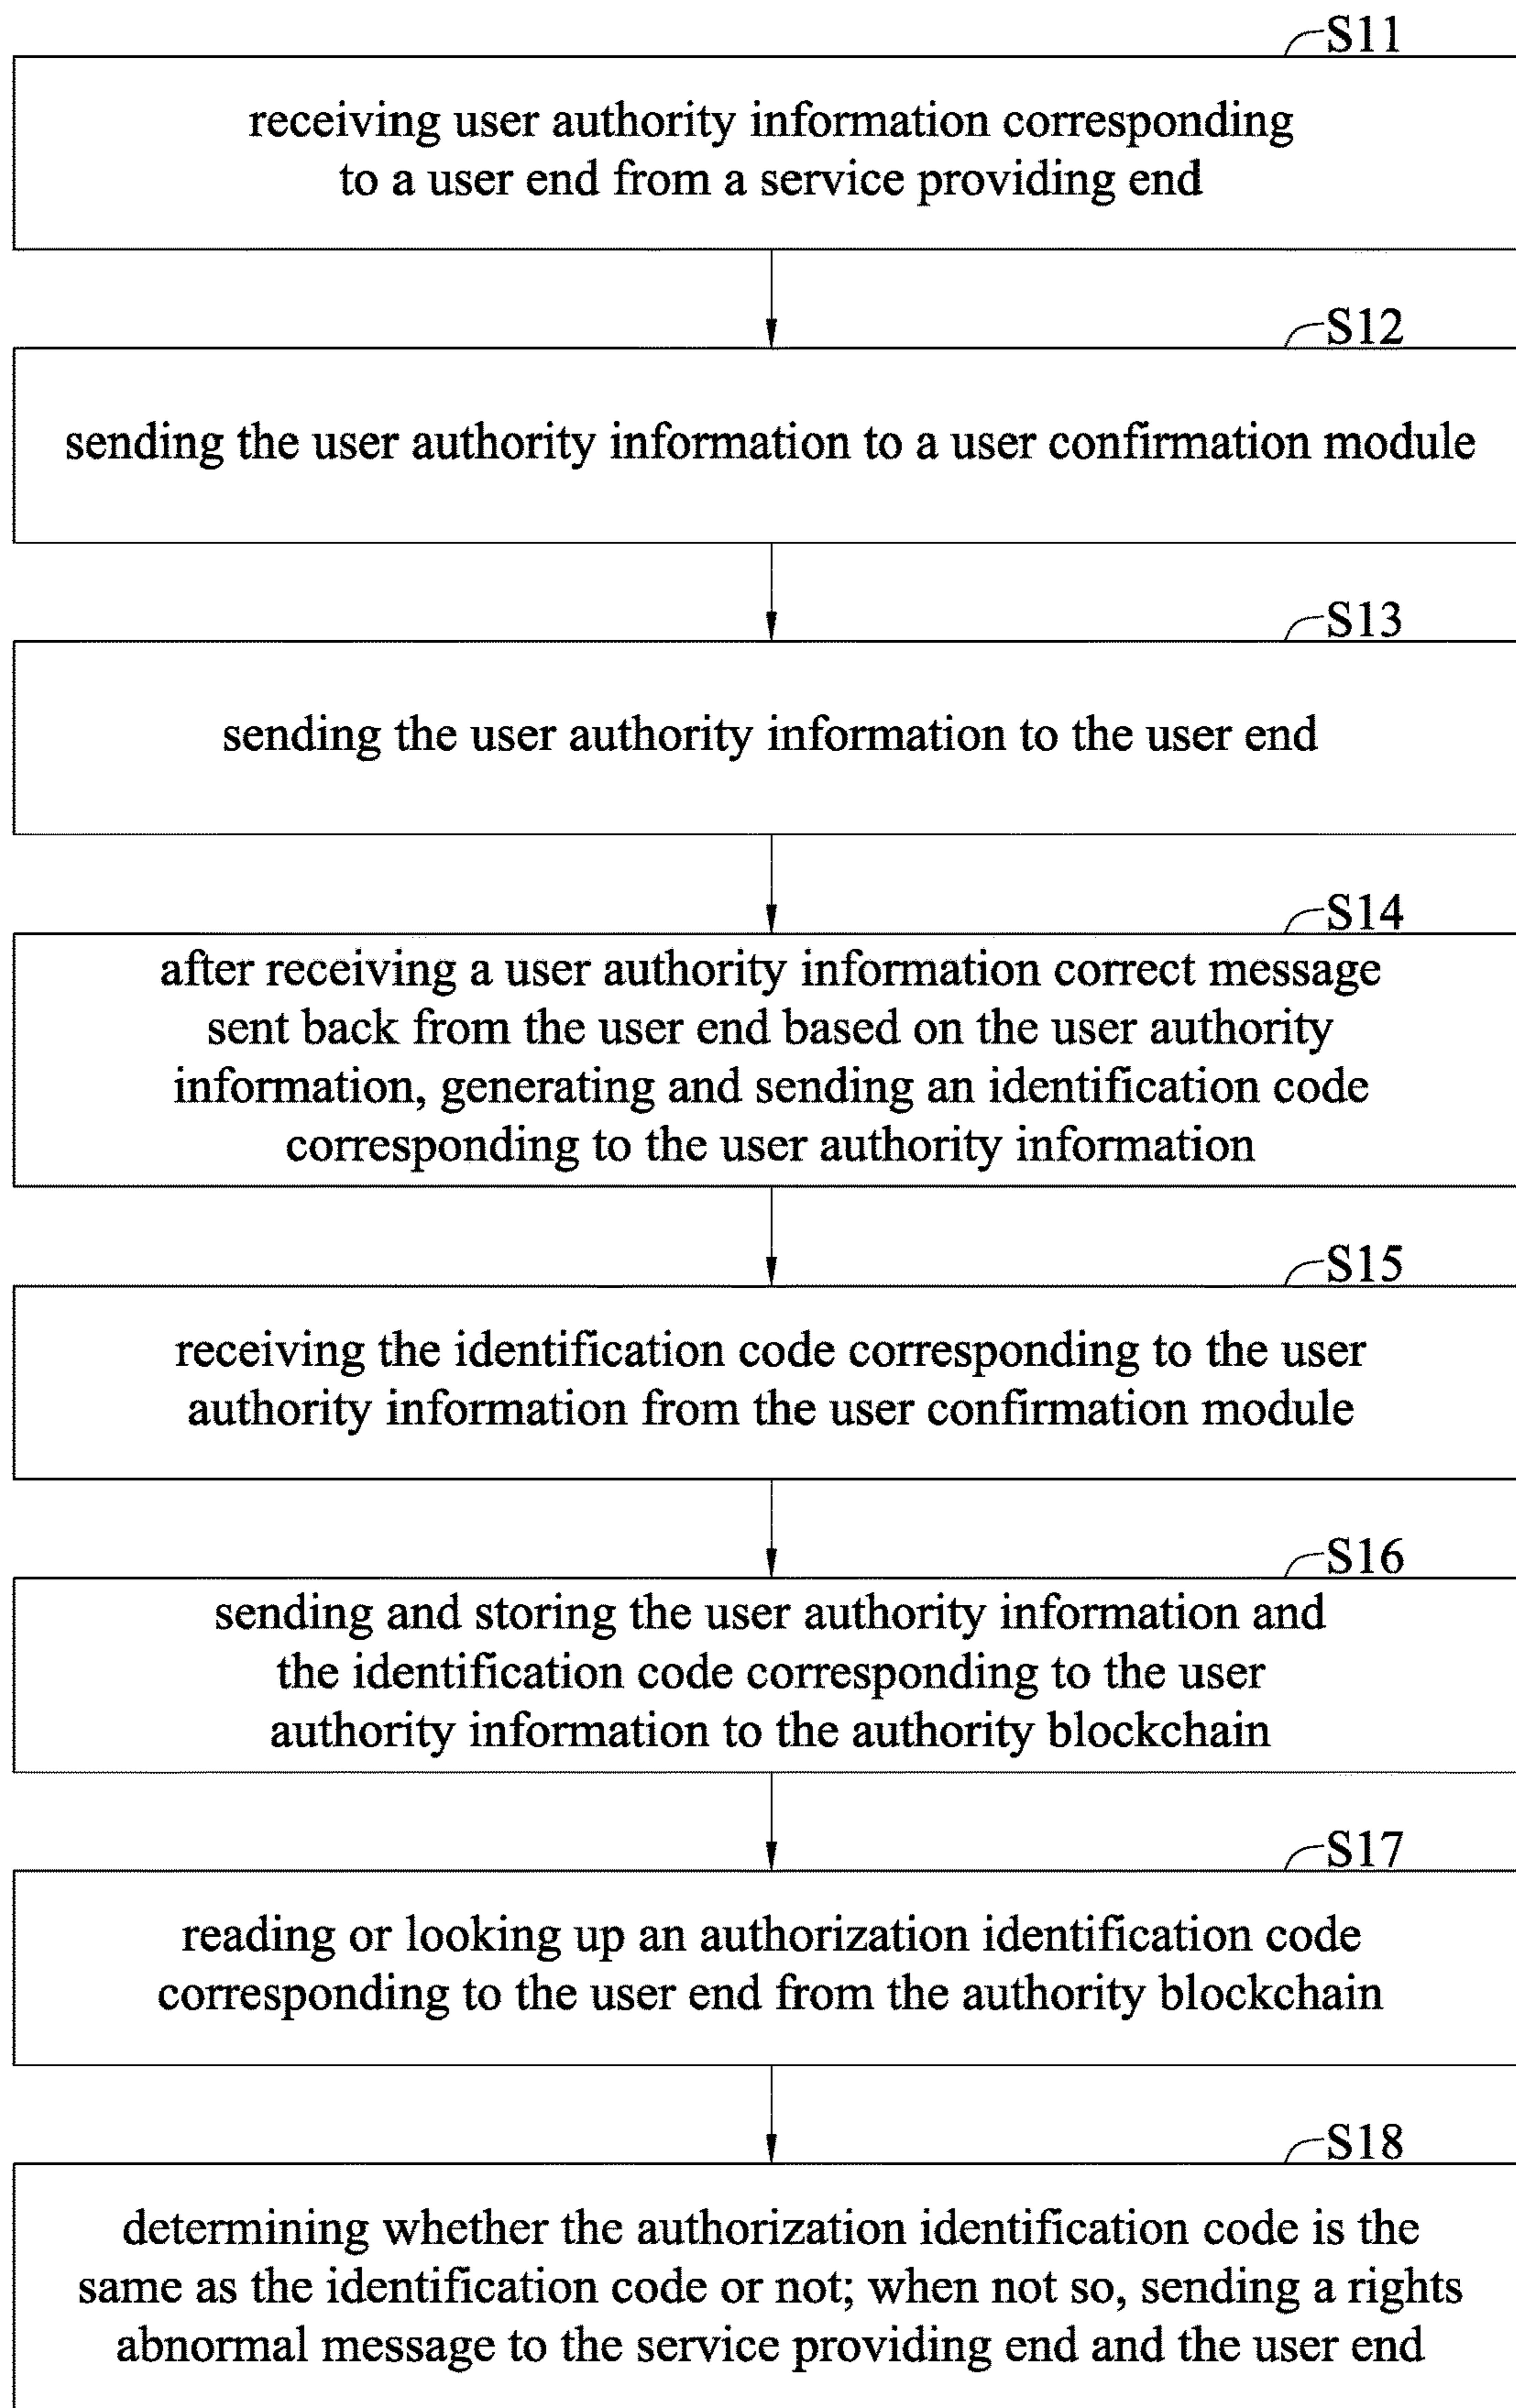 S11
receiving user authority information corresponding
to a user end from a service providing end
S12
sending the user authority information to a user confirmation module
S13
sending the user authority information to the user end
S14
after receiving a user authority information correct message
sent back from the user end based on the user authority
information, generating and sending an identification code
corresponding to the user authority information
S15
receiving the identification code corresponding to the user
authority information from the user confirmation module
S16
sending and storing the user authority information and
the identification code corresponding to the user
authority information to the authority blockchain
S17
reading or looking up an authorization identification code
corresponding to the user end from the authority blockchain
S18
determining whether the authorization identification code is the
same as the identification code or not; when not so, sending a rights
abnormal message to the service providing end and the user end